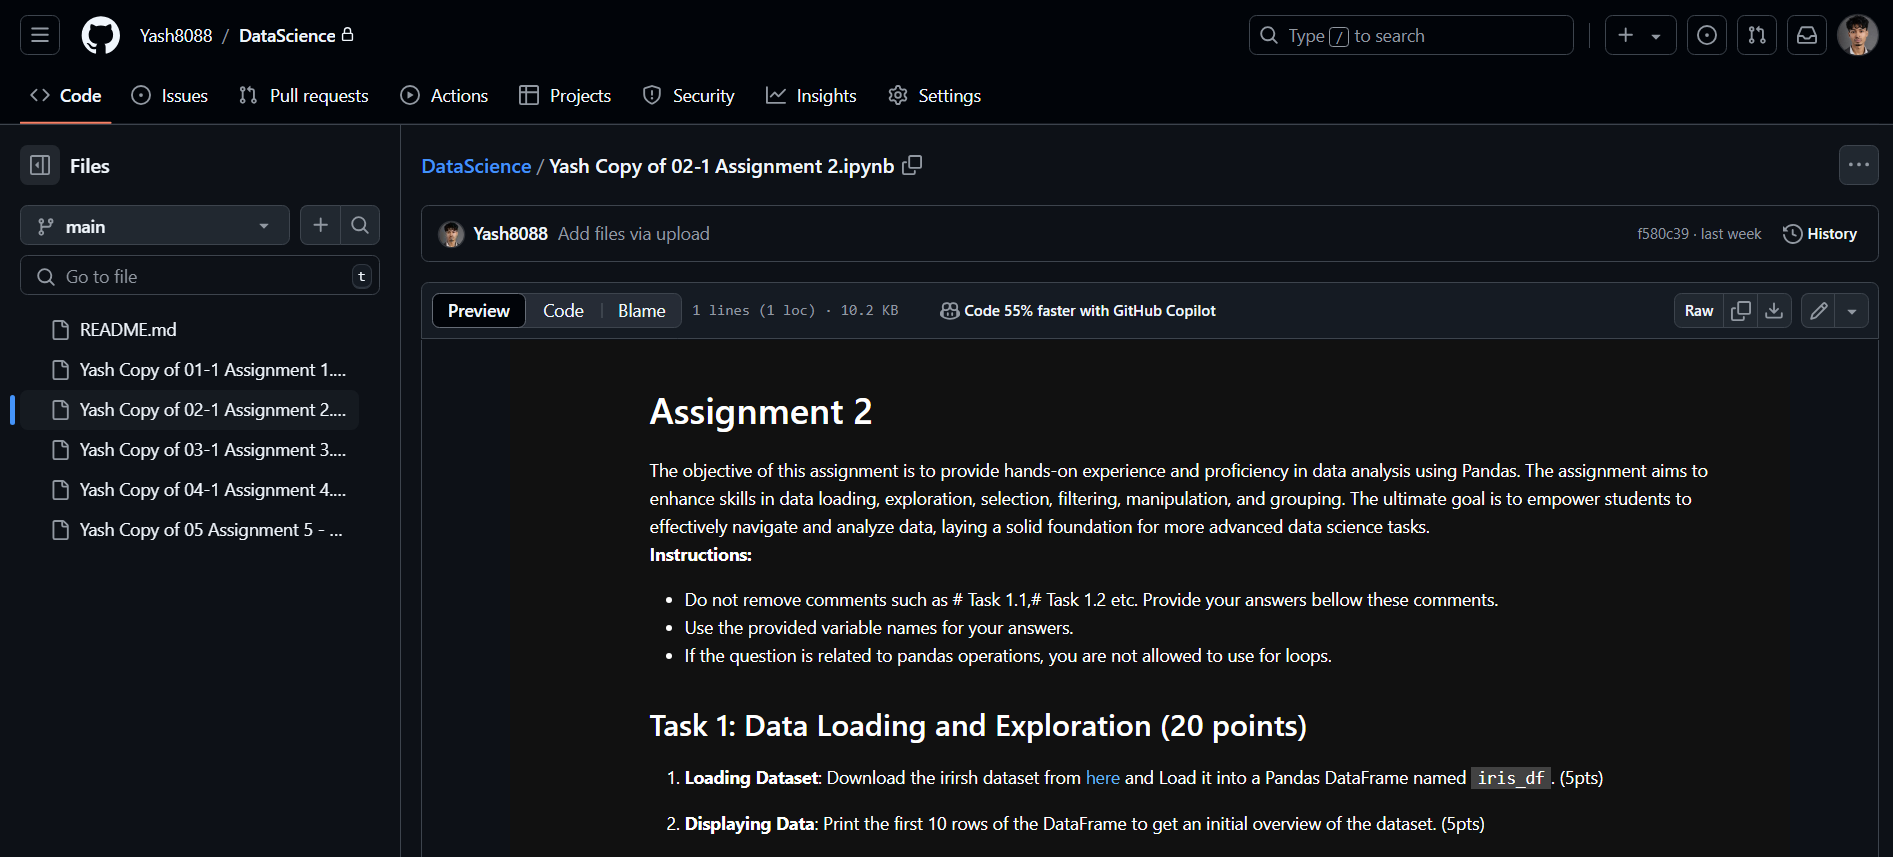 Yash8088 / DataScience
Type / to search
Code
Issues
Pull requests
Actions
Projects
Security
Insights
Settings
Files
main
Go to file
t
README.md
Yash Copy of 01-1 Assignment 1....
Yash Copy of 02-1 Assignment 2....
Yash Copy of 03-1 Assignment 3....
Yash Copy of 04-1 Assignment 4....
Yash Copy of 05 Assignment 5 - ...
DataScience / Yash Copy of 02-1 Assignment 2.ipynb
Yash8088 Add files via upload
f580c39 · last week
History
Preview
Code
Blame
1 lines (1 loc) · 10.2 KB
Code 55% faster with GitHub Copilot
Raw
Assignment 2
The objective of this assignment is to provide hands-on experience and proficiency in data analysis using Pandas. The assignment aims to
enhance skills in data loading, exploration, selection, filtering, manipulation, and grouping. The ultimate goal is to empower students to
effectively navigate and analyze data, laying a solid foundation for more advanced data science tasks.
Instructions:
• Do not remove comments such as # Task 1.1,# Task 1.2 etc. Provide your answers bellow these comments.
• Use the provided variable names for your answers.
• If the question is related to pandas operations, you are not allowed to use for loops.
Task 1: Data Loading and Exploration (20 points)
1. Loading Dataset: Download the irirsh dataset from here and Load it into a Pandas DataFrame named iris_df. (5pts)
2. Displaying Data: Print the first 10 rows of the DataFrame to get an initial overview of the dataset. (5pts)